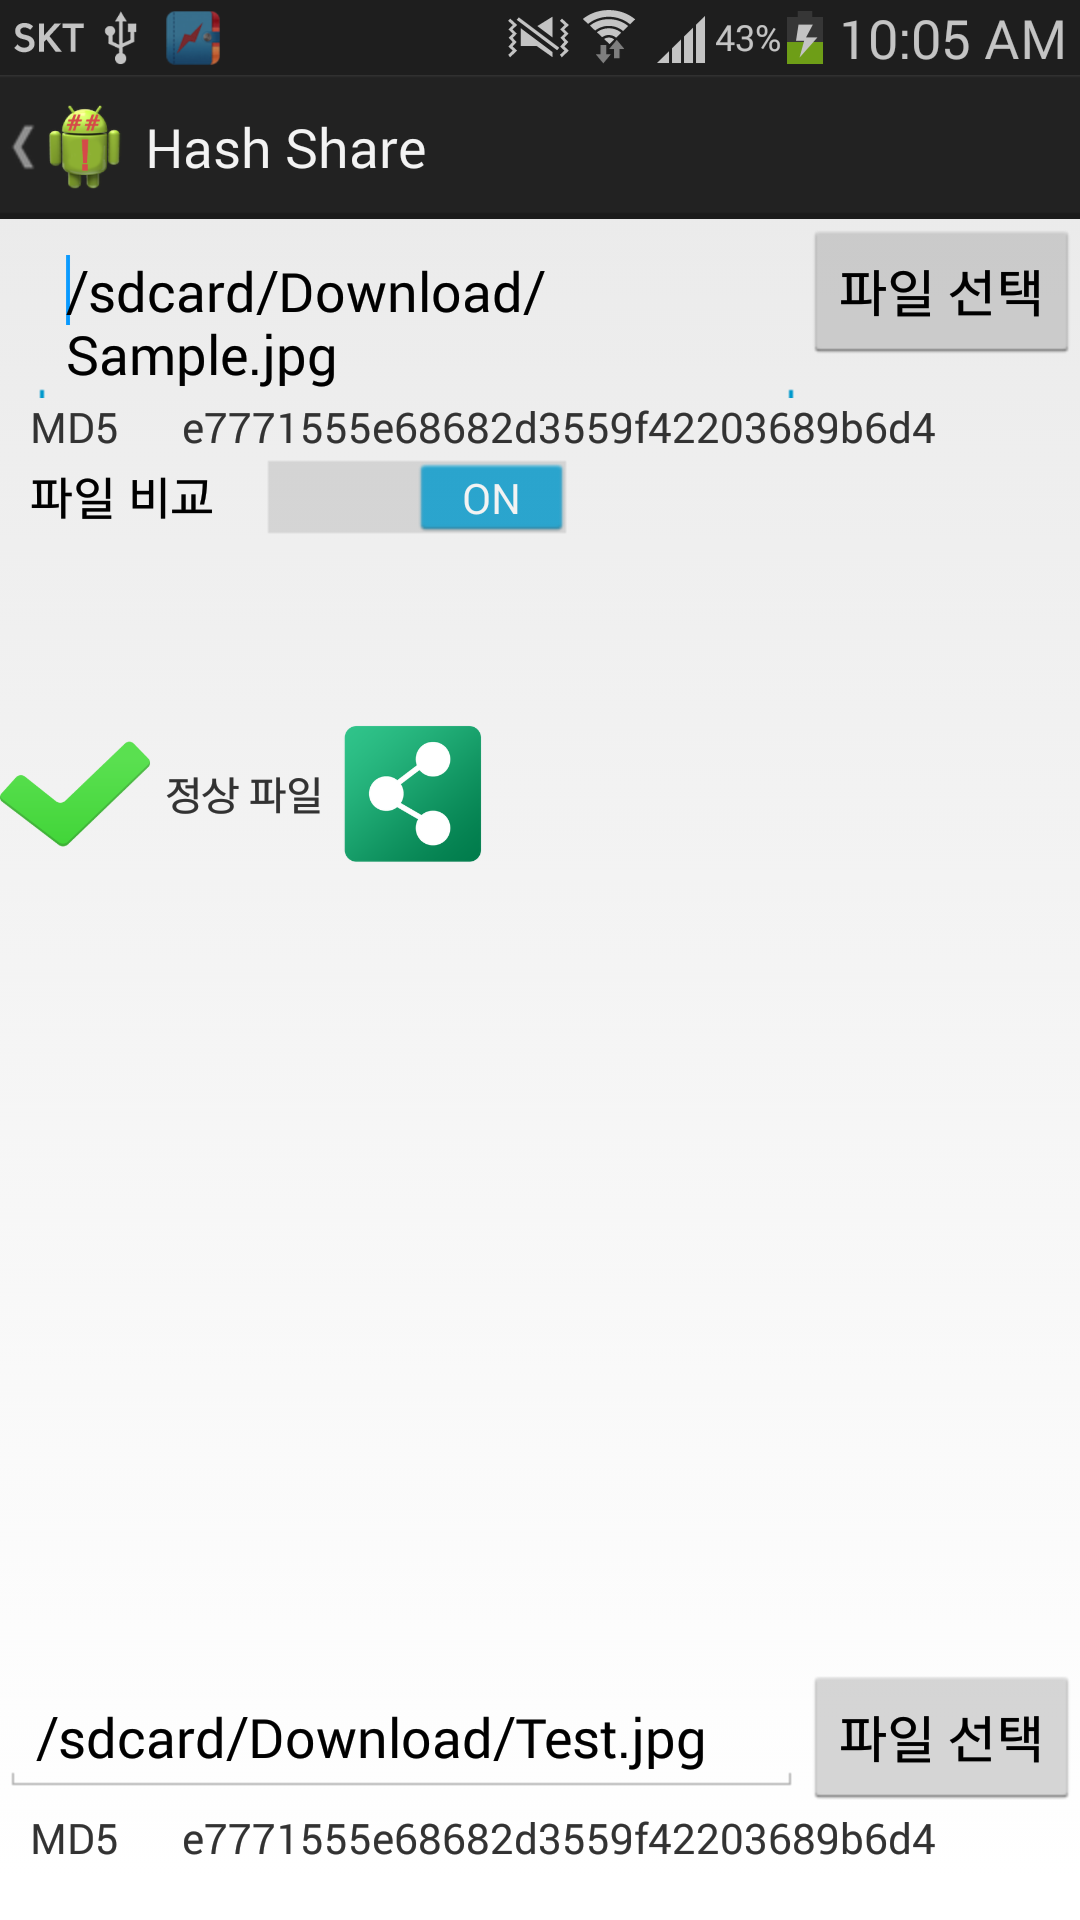 SKT 43% 10:05 AM
## !
Hash Share
/sdcard/Download/
Sample.jpg
파일 선택
MD5 e7771555e68682d3559f42203689b6d4
파일 비교 ON
정상 파일
/sdcard/Download/Test.jpg 파일 선택
MD5 e7771555e68682d3559f42203689b6d4